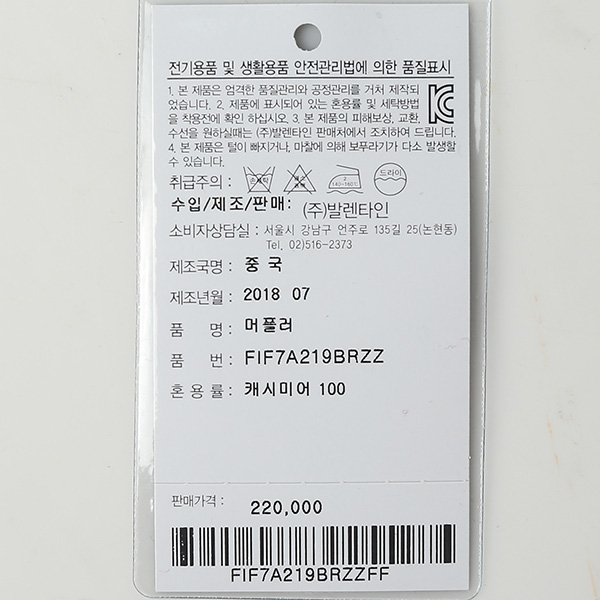 전기용품 및 생활용품 안전관리법에 의한 품질표시
1. 본 제품은 엄격한 품질관리와 공정관리를 거쳐 제작되
었습니다. 2. 제품에 표시되어 있는 혼용률 및 세탁방법
을 착용전에 확인 하십시오. 3. 본 제품의 피해보상, 교환,
수선을 원하실때는 (주)발렌타인 판매처에서 조치하여 드립니다.
4. 본 제품은 털이 빠지거나, 마찰에 의해 보푸라기가 다소 발생할
수 있습니다.
취급주의 : 손세탁 염소표백 2 140~160℃ 드라이
수입/제조/판매: (주)발렌타인
소비자상담실 : 서울시 강남구 언주로 135길 25(논현동)
Tel. 02)516-2373
제조국명 : 중 국
제조년월 : 2018 07
품 명 : 머플러
품 번 : FIF7A219BRZZ
혼 용 률 : 캐시미어 100
판매가격 : 220,000
FIF7A219BRZZFF